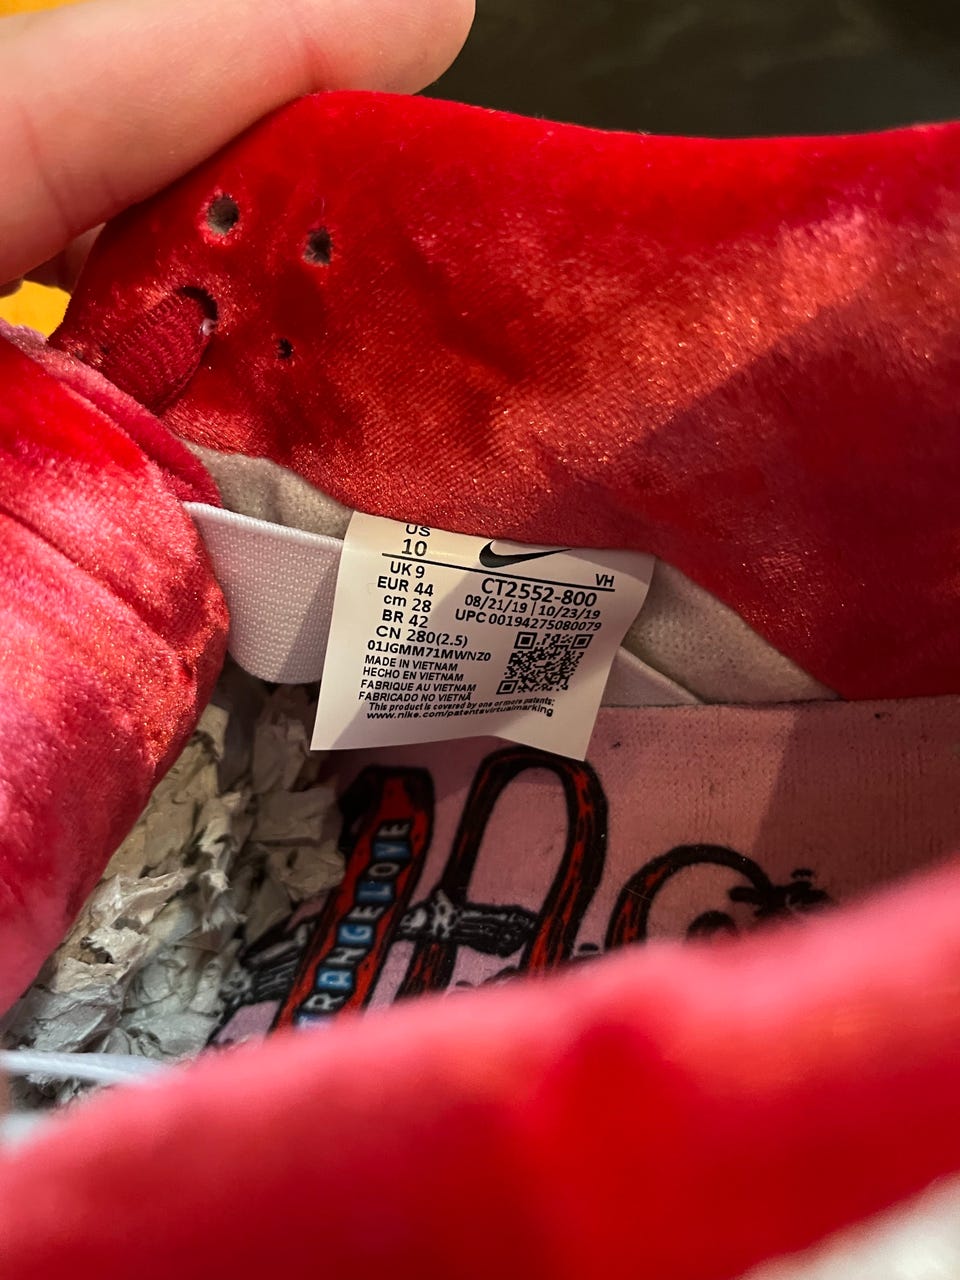 US
10
UK 9
EUR 44
cm 28
BR 42
CN 280(2.5)
01JGMM71MWNZ0
VH
CT2552-800
08/21/19 | 10/23/19
UPC 00194275080079
MADE IN VIETNAM
HECHO EN VIETNAM
FABRIQUE AU VIETNAM
FABRICADO NO VIETNÃ
This product is covered by one or more patents:
www.nike.com/patentsvirtualmarking
TRANGELOVE